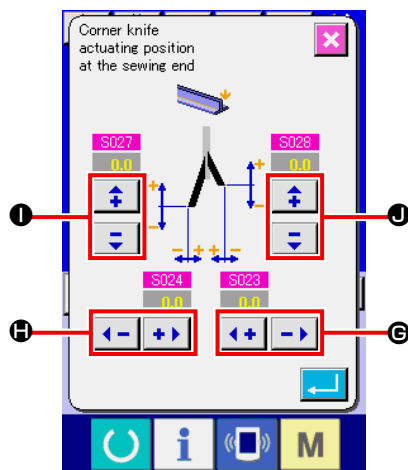 Corner knife
actuating position
at the sewing end
S027
S028
0.0
0.0
I
J
S024
S023
0.0
0.0
H
G
M